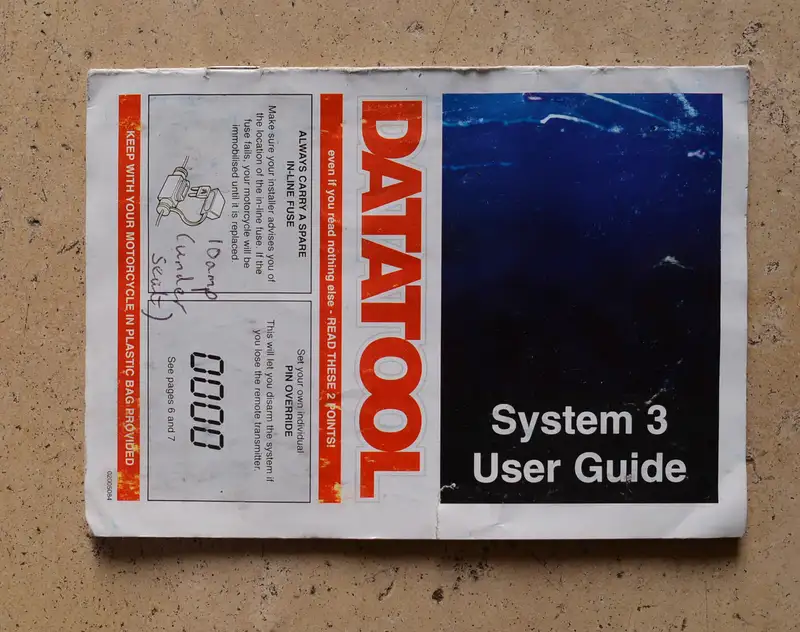 System 3
User Guide
DATATOOL
even if you read nothing else - READ THESE 2 POINTS!
ALWAYS CARRY A SPARE
IN-LINE FUSE
Make sure your installer advises you of
the location of the in-line fuse. If the
fuse fails, your motorcycle will be
immobilised until it is replaced.
10amp
(under
seat)
Set your own individual
PIN OVERRIDE
This will let you disarm the system if
you lose the remote transmitter.
0000
See pages 6 and 7
KEEP WITH YOUR MOTORCYCLE IN PLASTIC BAG PROVIDED
02005084